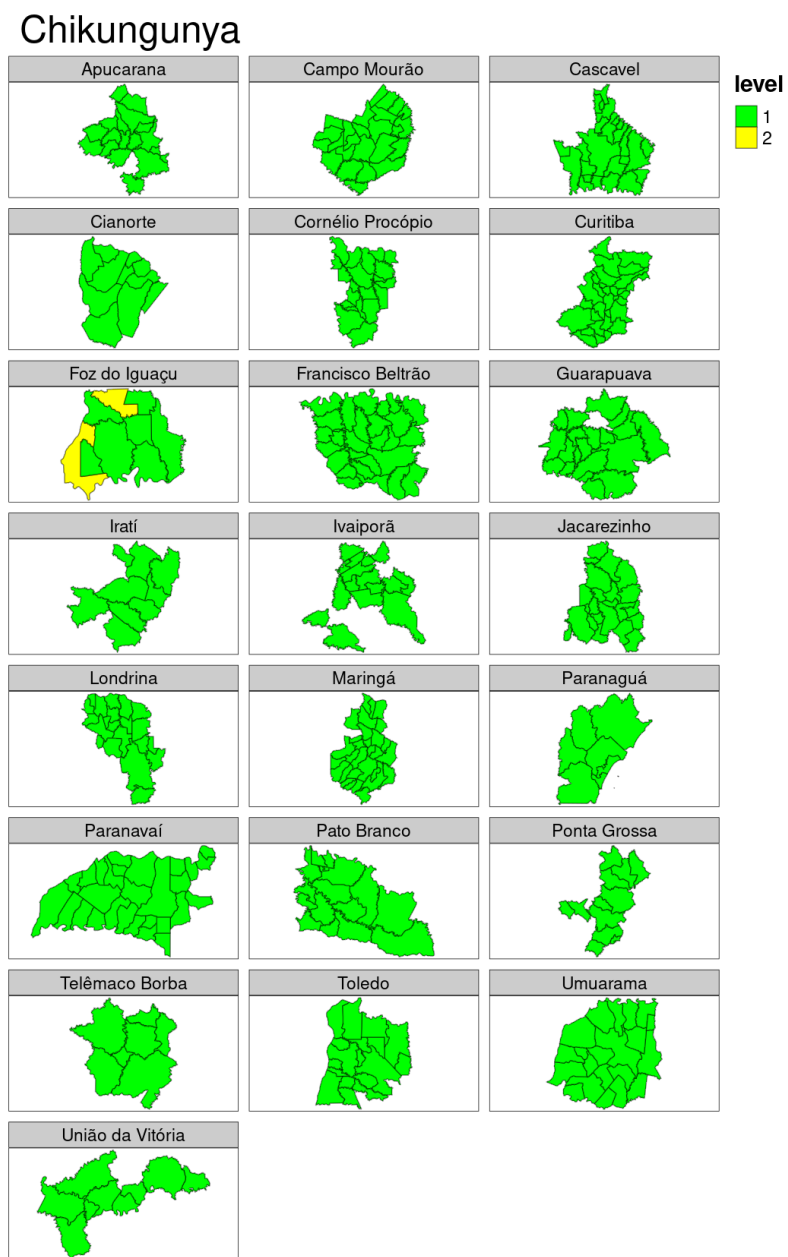 Chikungunya
Apucarana
Campo Mourão
Cascavel
level
1
2
Cianorte
Cornélio Procópio
Curitiba
Foz do Iguaçu
Francisco Beltrão
Guarapuava
Iratí
Ivaiporã
Jacarezinho
Londrina
Maringá
Paranaguá
Paranavaí
Pato Branco
Ponta Grossa
Telêmaco Borba
Toledo
Umuarama
União da Vitória